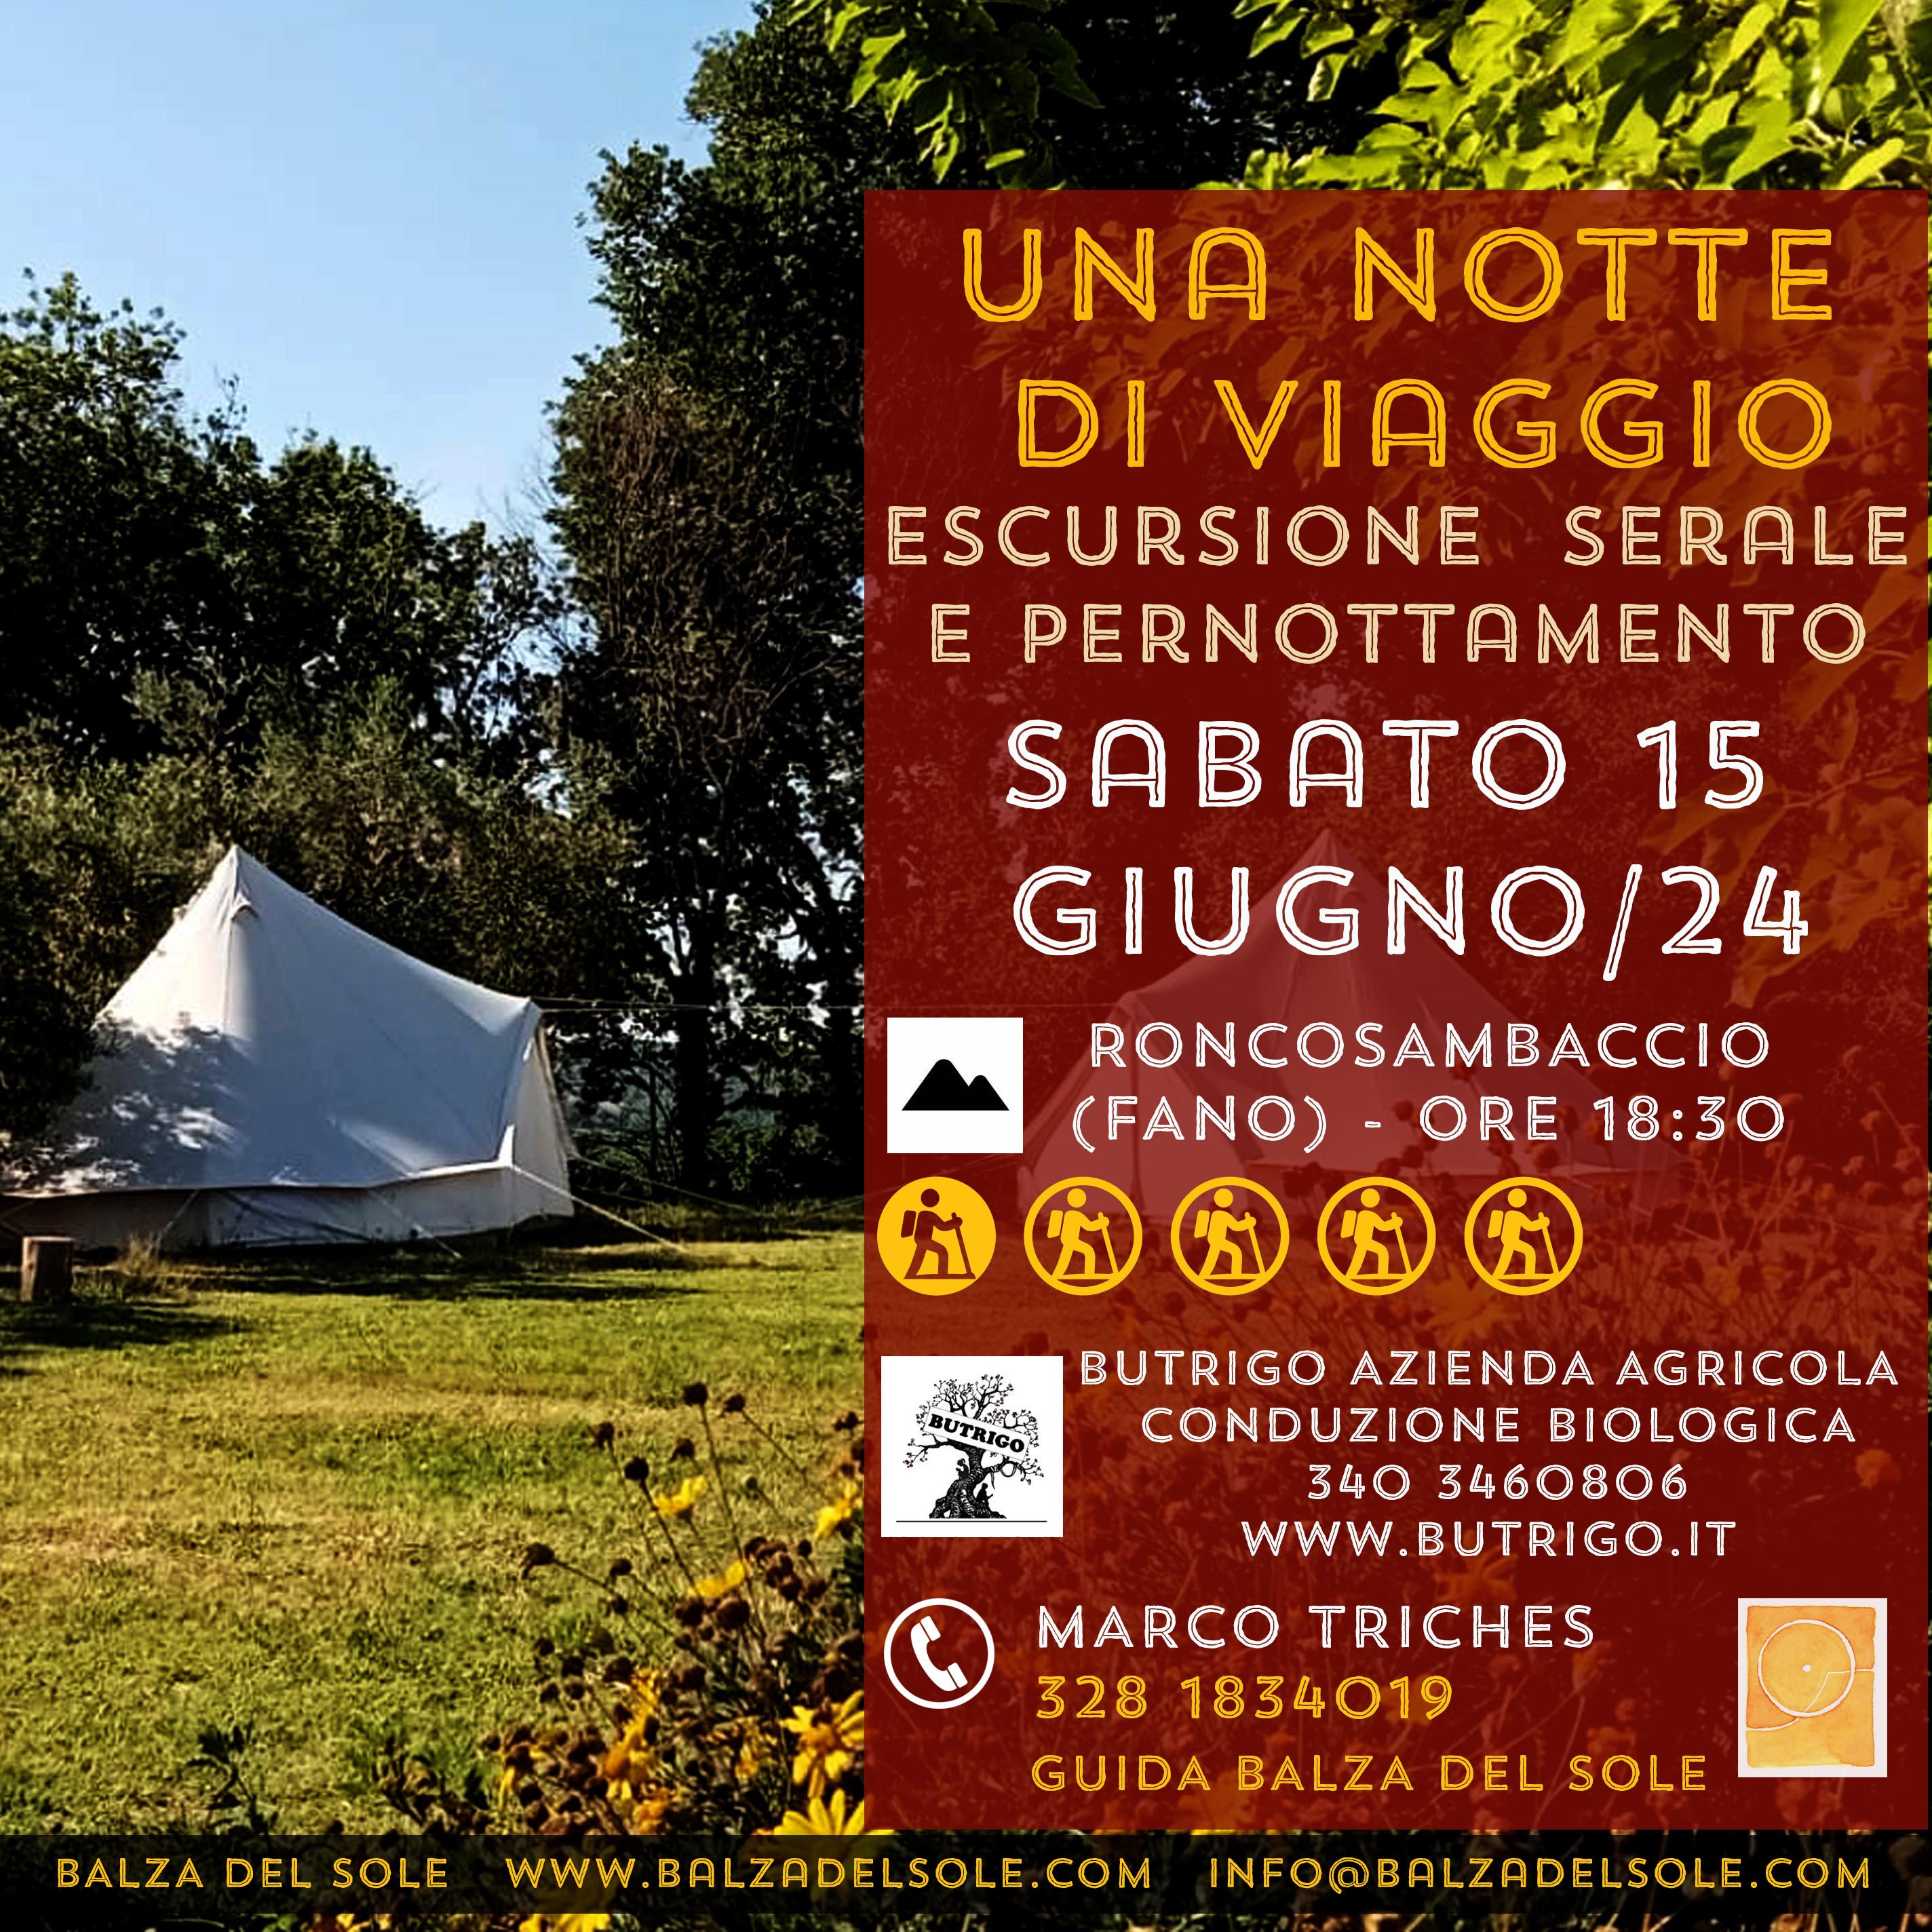 UNA NOTTE
DI VIAGGIO
ESCURSIONE SERALE
E PERNOTTAMENTO
SABATO 15
GIUGNO/24
RONCOSAMBACCIO
(FANO) - ORE 18:30
BUTRIGO
BUTRIGO AZIENDA AGRICOLA
CONDUZIONE BIOLOGICA
340 3460806
WWW.BUTRIGO.IT
MARCO TRICHES
328 1834019
GUIDA BALZA DEL SOLE
BALZA DEL SOLE WWW.BALZADELSOLE.COM INFO@BALZADELSOLE.COM